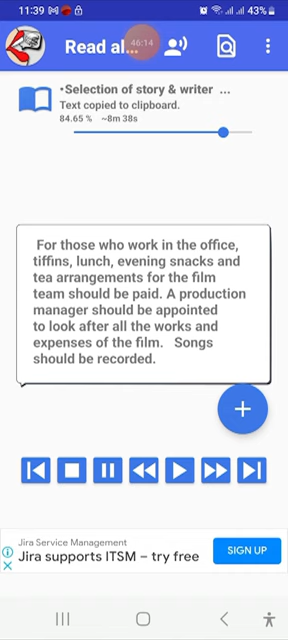 11:39
43%
Read al...
46:14
•Selection of story & writer ...
Text copied to clipboard.
84.65 % ~8m 38s
For those who work in the office,
tiffins, lunch, evening snacks and
tea arrangements for the film
team should be paid. A production
manager should be appointed
to look after all the works and
expenses of the film. Songs
should be recorded.
Jira Service Management
Jira supports ITSM – try free
SIGN UP